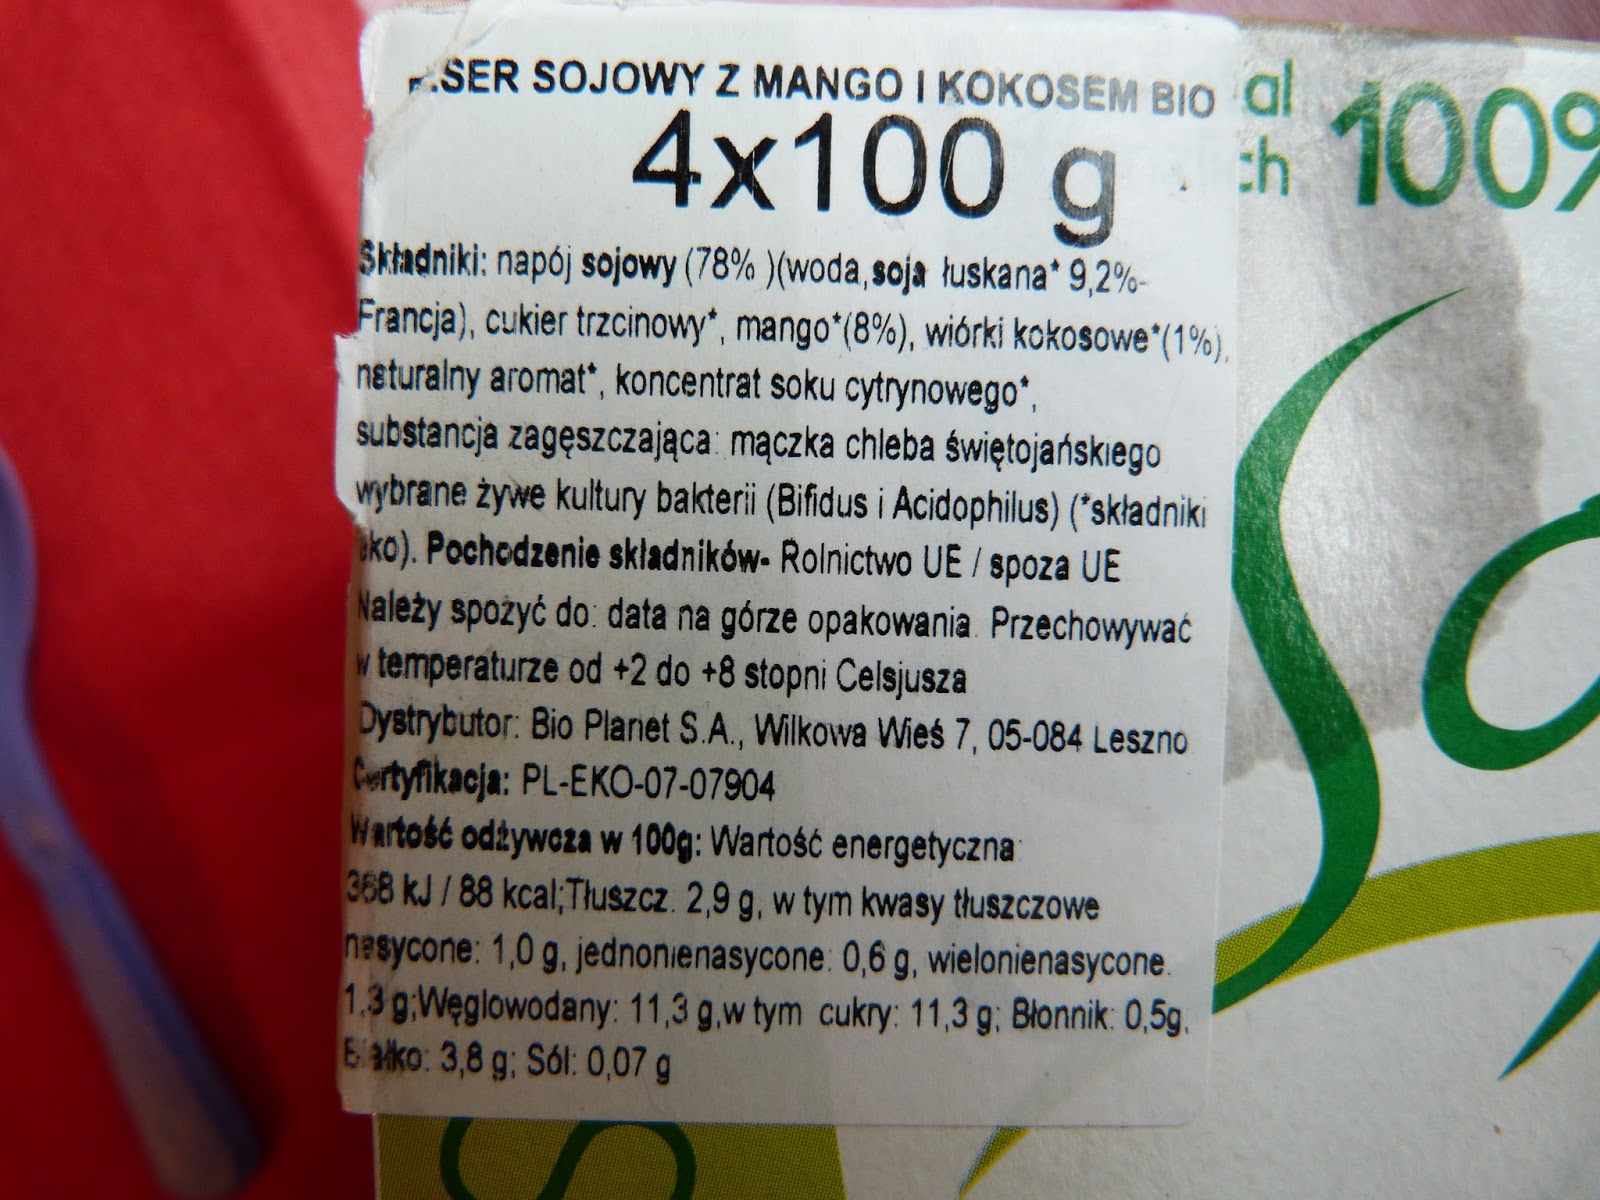 DESER SOJOWY Z MANGO I KOKOSEM BIO
4x100 g
Składniki: napój sojowy (78% )(woda,soja łuskana* 9,2%-
Francja), cukier trzcinowy*, mango*(8%), wiórki kokosowe*(1%),
naturalny aromat*, koncentrat soku cytrynowego*,
substancja zagęszczająca: mączka chleba świętojańskiego
wybrane żywe kultury bakterii (Bifidus i Acidophilus) (*składniki
eko). Pochodzenie składników- Rolnictwo UE / spoza UE
Należy spożyć do: data na górze opakowania. Przechowywać
w temperaturze od +2 do +8 stopni Celsjusza
Dystrybutor: Bio Planet S.A., Wilkowa Wieś 7, 05-084 Leszno
Certyfikacja: PL-EKO-07-07904
Wartość odżywcza w 100g: Wartość energetyczna:
368 kJ / 88 kcal;Tłuszcz: 2,9 g, w tym kwasy tłuszczowe
nasycone: 1,0 g, jednonienasycone: 0,6 g, wielonienasycone:
1,3 g;Węglowodany: 11,3 g,w tym cukry: 11,3 g; Błonnik: 0,5g,
Białko: 3,8 g; Sól: 0,07 g
al
ch
100%
So